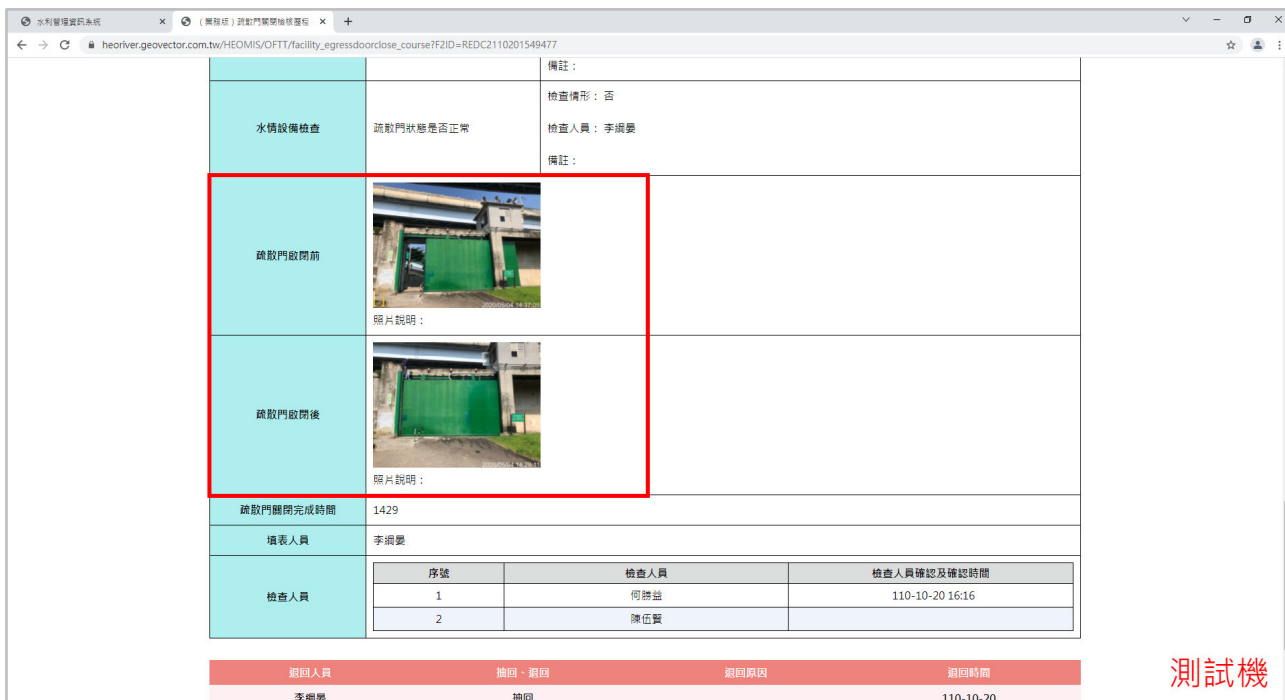 水利管理資訊系統
(業務版)疏散門關閉檢核歷程
heoriver.geovector.com.tw/HEOMIS/OFTT/facility_egressdoorclose_course?F2ID=REDC2110201549477
備註：
水情設備檢查 疏散門狀態是否正常 檢查情形：否
檢查人員：李綱晏
備註：
疏散門啟閉前
照片說明：
疏散門啟閉後
照片說明：
疏散門關閉完成時間 1429
填表人員 李綱晏
檢查人員
序號 檢查人員 檢查人員確認及確認時間
1 何勝益 110-10-20 16:16
2 陳伍賢
退回人員 抽回、退回 退回原因 退回時間
李綱晏 抽回 110-10-20
測試機